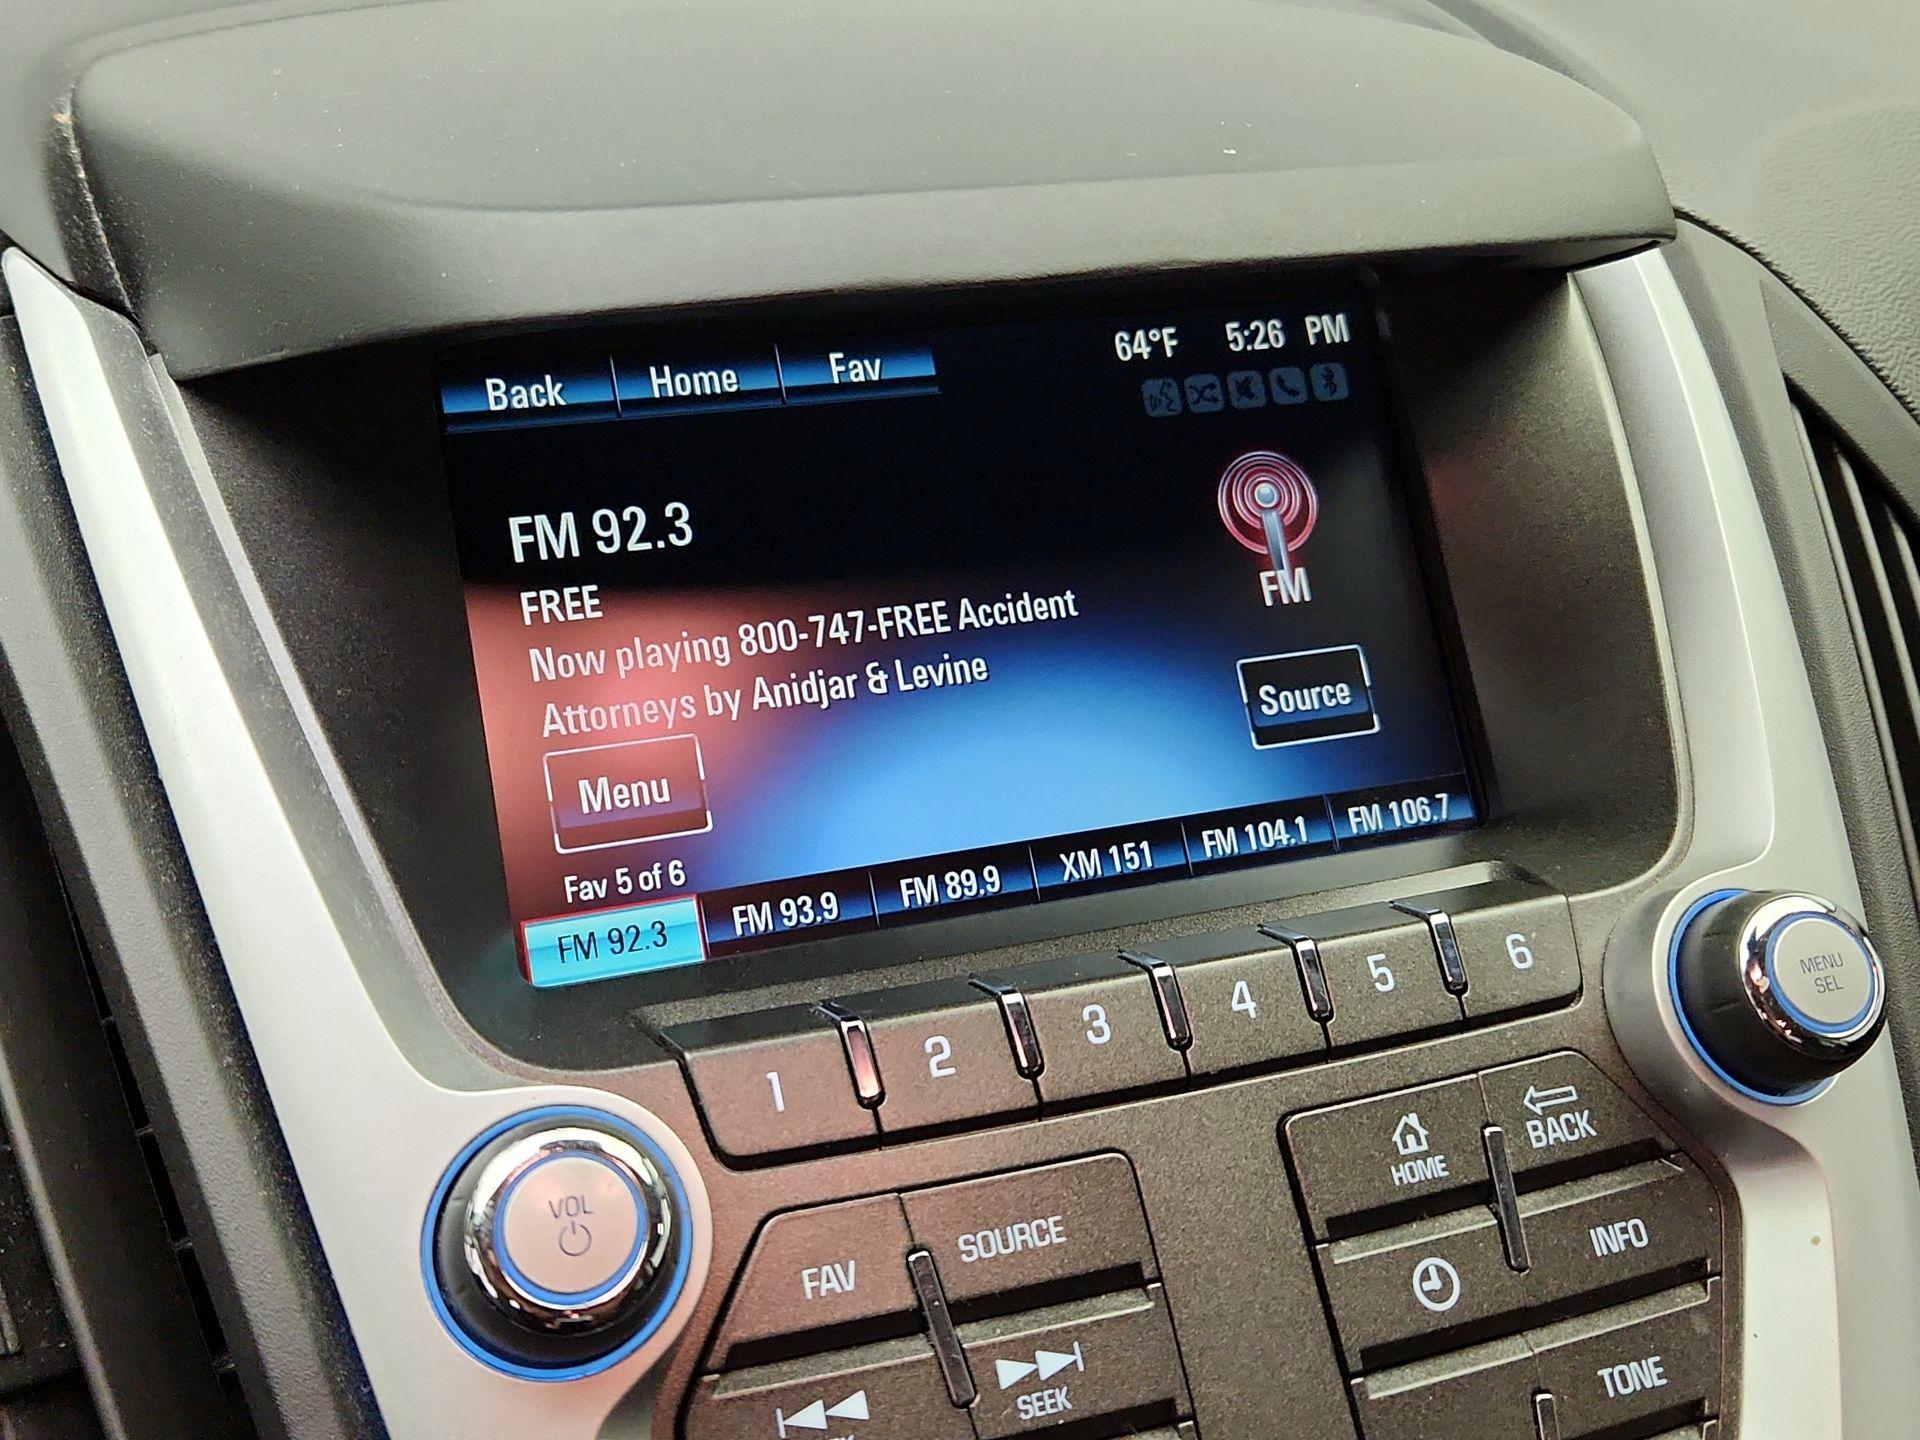 Back Home Fav 64°F 5:26 PM
FM 92.3
FREE
Now playing 800-747-FREE Accident
Attorneys by Anidjar & Levine
FM
Source
Menu
Fav 5 of 6
FM 92.3 FM 93.9 FM 89.9 XM 151 FM 104.1 FM 106.7
1 2 3 4 5 6
MENU
SEL
VOL
FAV SOURCE
SEEK
HOME BACK
INFO
TONE